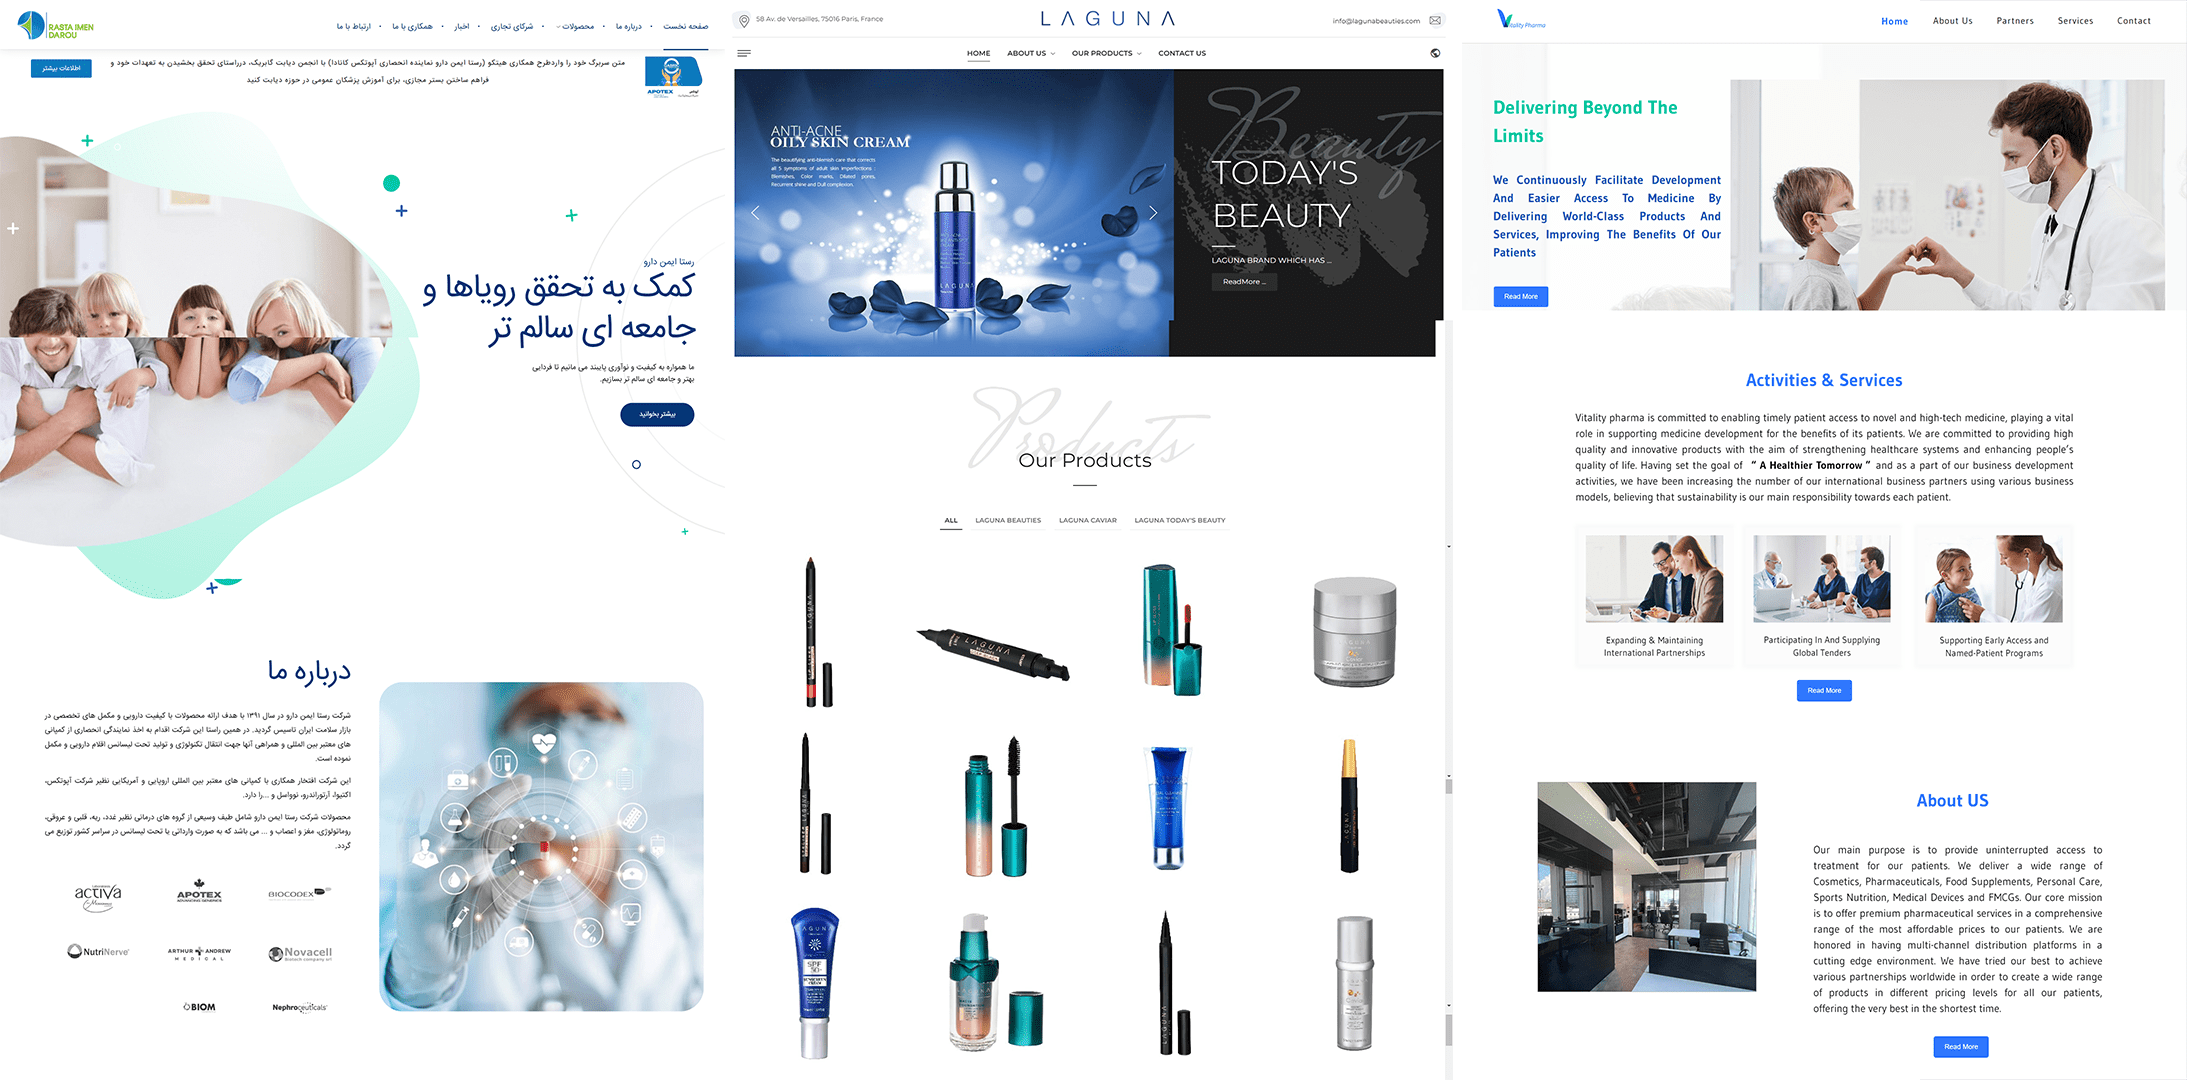 RASTA IMEN
DAROU
صفحه نخست
درباره ما
محصولات
شرکای تجاری
اخبار
همکاری با ما
ارتباط با ما
متن سربرگ خود را واردطرح همکاری هیتکو (رستا ایمن دارو نماینده انحصاری آپوتکس کانادا) با انجمن دیابت گابریک، درراستای تحقق بخشیدن به تعهدات خود و
فراهم ساختن بستر مجازی، برای آموزش پزشکان عمومی در حوزه دیابت کنید
اطلاعات بیشتر
APOTEX
رستا ایمن دارو
کمک به تحقق رویاها و
جامعه ای سالم تر
ما همواره به کیفیت و نوآوری پایبند می مانیم تا فردایی
بهتر و جامعه ای سالم تر بسازیم.
بیشتر بخوانید
درباره ما
شرکت رستا ایمن دارو در سال ۱۳۹۱ با هدف ارائه محصولات با کیفیت دارویی و مکمل های تخصصی در
بازار سلامت ایران تاسیس گردید. در همین راستا این شرکت اقدام به اخذ نمایندگی انحصاری از کمپانی
های معتبر بین المللی و همراهی آنها جهت انتقال تکنولوژی و تولید تحت لیسانس اقلام دارویی و مکمل
نموده است.
این شرکت افتخار همکاری با کمپانی های معتبر بین المللی اروپایی و آمریکایی نظیر شرکت آپوتکس،
اکتیوا، آرتوراندرو، نوواسل و ...را دارد.
محصولات شرکت رستا ایمن دارو شامل طیف وسیعی از گروه های درمانی نظیر غدد، ریه، قلبی و عروقی،
روماتولوژی، مغز و اعصاب و ... می باشد که به صورت وارداتی یا تحت لیسانس در سراسر کشور توزیع می
گردد.
activa
APOTEX
ADVANCING GENERICS
BIOCODEX
NutriNerve
ARTHUR ANDREW
MEDICAL
Novacell
Biotech company srl
BIOM
Nephroceuticals
58 Av. de Versailles, 75016 Paris, France
LAGUNA
info@lagunabeauties.com
HOME
ABOUT US
OUR PRODUCTS
CONTACT US
ANTI-ACNE
OILY SKIN CREAM
The beautifying anti-blemish care that corrects
all 5 symptoms of adult skin imperfections :
Blemishes, Color marks, Dilated pores,
Recurrent shine and Dull complexion.
LAGUNA
Beauty
TODAY'S
BEAUTY
LAGUNA BRAND WHICH HAS ...
ReadMore ...
Products
Our Products
ALL
LAGUNA BEAUTIES
LAGUNA CAVIAR
LAGUNA TODAY'S BEAUTY
LAGUNA
LAGUNA
LAGUNA
LAGUNA
LAGUNA
SPF
50+
LAGUNA
Vitality Pharma
Home
About Us
Partners
Services
Contact
Delivering Beyond The
Limits
We Continuously Facilitate Development
And Easier Access To Medicine By
Delivering World-Class Products And
Services, Improving The Benefits Of Our
Patients
Read More
Activities & Services
Vitality pharma is committed to enabling timely patient access to novel and high-tech medicine, playing a vital
role in supporting medicine development for the benefits of its patients. We are committed to providing high
quality and innovative products with the aim of strengthening healthcare systems and enhancing people's
quality of life. Having set the goal of " A Healthier Tomorrow " and as a part of our business development
activities, we have been increasing the number of our international business partners using various business
models, believing that sustainability is our main responsibility towards each patient.
Expanding & Maintaining
International Partnerships
Participating In And Supplying
Global Tenders
Supporting Early Access and
Named-Patient Programs
Read More
About US
Our main purpose is to provide uninterrupted access to
treatment for our patients. We deliver a wide range of
Cosmetics, Pharmaceuticals, Food Supplements, Personal Care,
Sports Nutrition, Medical Devices and FMCGs. Our core mission
is to offer premium pharmaceutical services in a comprehensive
range of the most affordable prices to our patients. We are
honored in having multi-channel distribution platforms in a
cutting edge environment. We have tried our best to achieve
various partnerships worldwide in order to create a wide range
of products in different pricing levels for all our patients,
offering the very best in the shortest time.
Read More